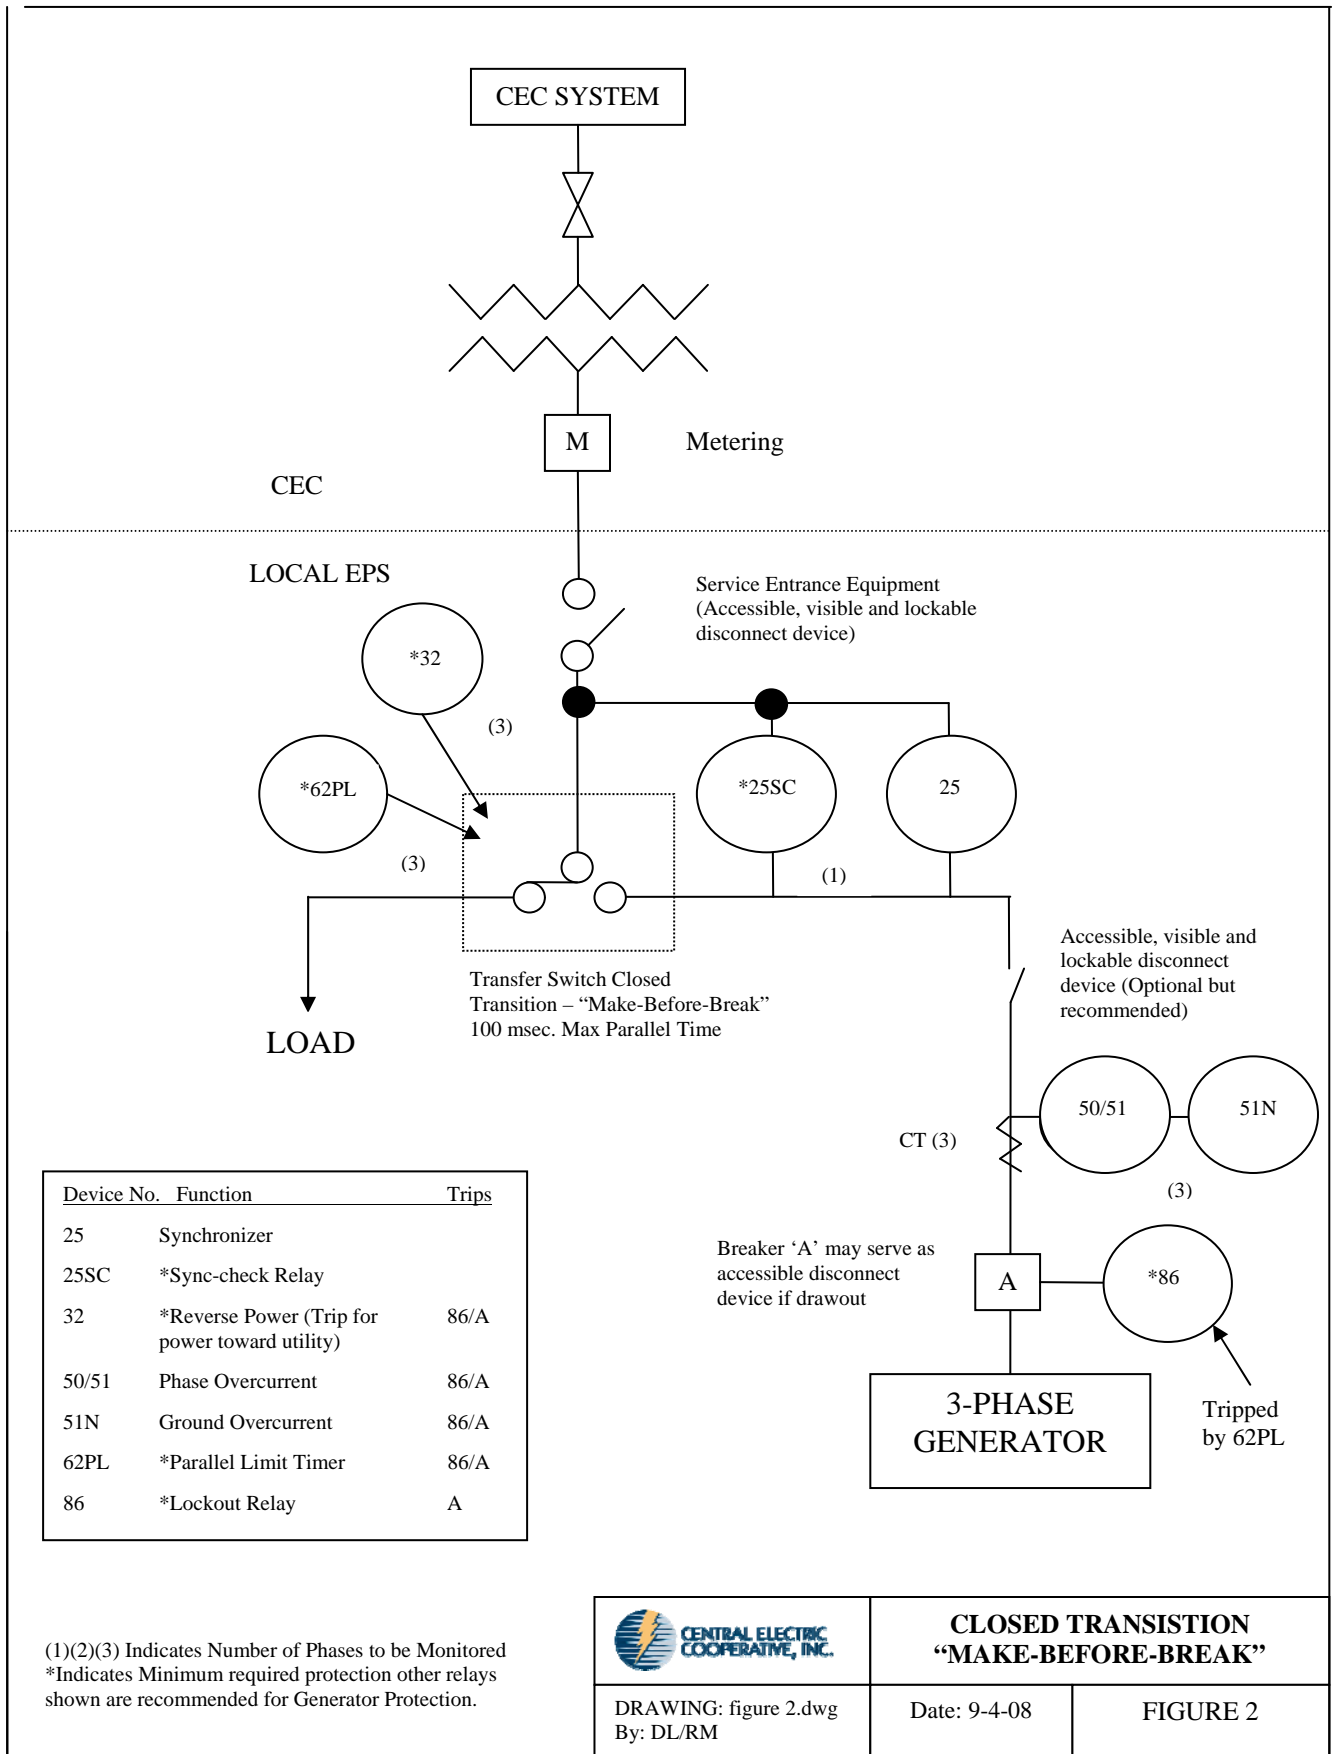 CEC SYSTEM
M
Metering
CEC
LOCAL EPS
Service Entrance Equipment
(Accessible, visible and lockable
disconnect device)
*32
(3)
*62PL
*25SC
25
(3)
(1)
Transfer Switch Closed
Transition – “Make-Before-Break”
100 msec. Max Parallel Time
LOAD
Accessible, visible and
lockable disconnect
device (Optional but
recommended)
50/51
51N
CT (3)
(3)
Breaker ‘A’ may serve as
accessible disconnect
device if drawout
A
*86
3-PHASE
GENERATOR
Tripped
by 62PL
Device No. Function Trips
25 Synchronizer
25SC *Sync-check Relay
32 *Reverse Power (Trip for 86/A
power toward utility)
50/51 Phase Overcurrent 86/A
51N Ground Overcurrent 86/A
62PL *Parallel Limit Timer 86/A
86 *Lockout Relay A
(1)(2)(3) Indicates Number of Phases to be Monitored
*Indicates Minimum required protection other relays
shown are recommended for Generator Protection.
CENTRAL ELECTRIC
COOPERATIVE, INC.
CLOSED TRANSISTION
“MAKE-BEFORE-BREAK”
DRAWING: figure 2.dwg
By: DL/RM
Date: 9-4-08
FIGURE 2